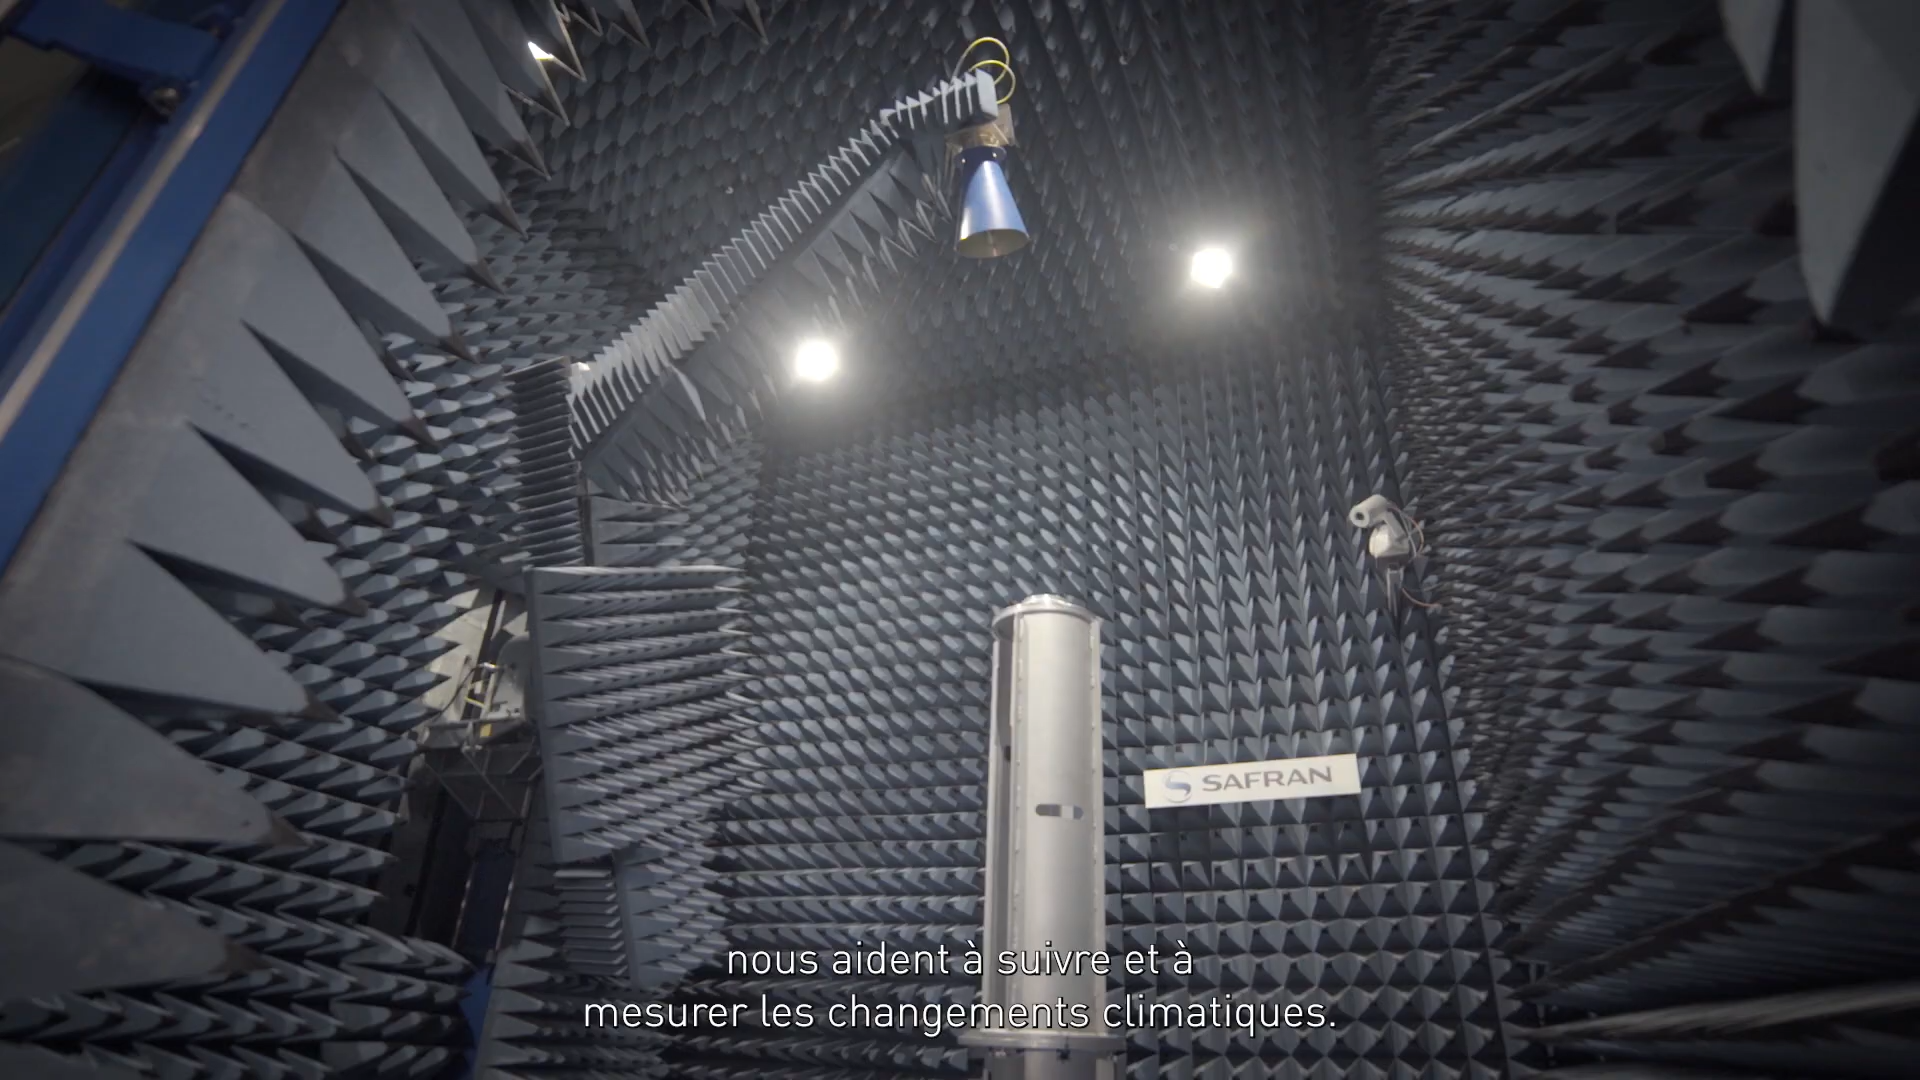 SAFRAN
nous aident à suivre et à
mesurer les changements climatiques.